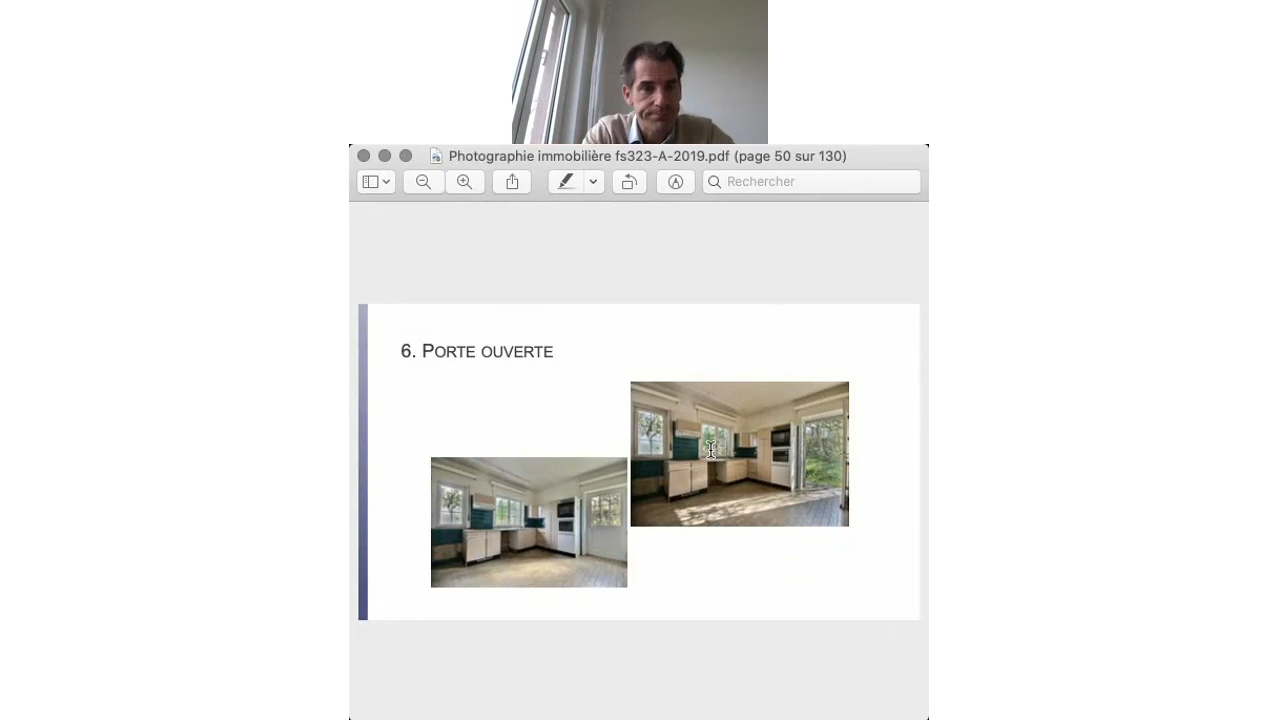 Photographie immobilière fs323-A-2019.pdf (page 50 sur 130)
Rechercher
6. PORTE OUVERTE